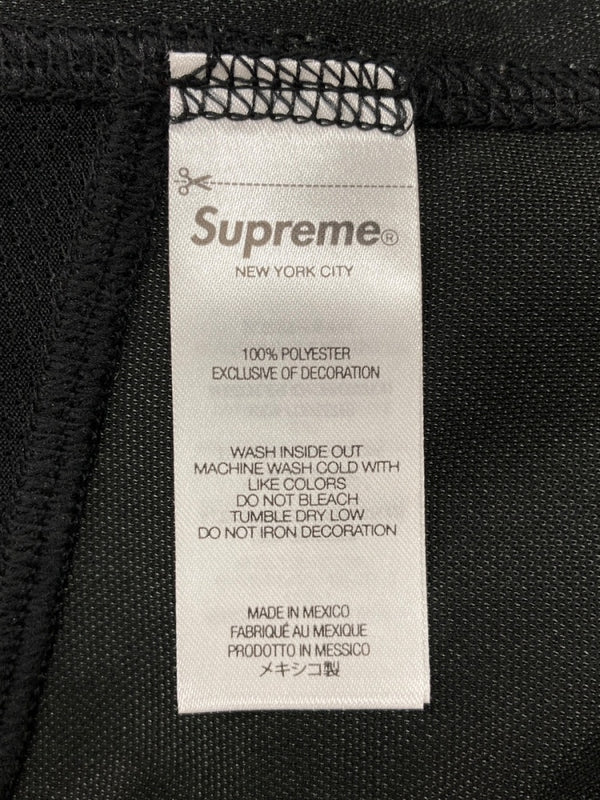 Supreme®
NEW YORK CITY
100% POLYESTER
EXCLUSIVE OF DECORATION
WASH INSIDE OUT
MACHINE WASH COLD WITH
LIKE COLORS
DO NOT BLEACH
TUMBLE DRY LOW
DO NOT IRON DECORATION
MADE IN MEXICO
FABRIQUÉ AU MEXIQUE
PRODOTTO IN MESSICO
メキシコ製